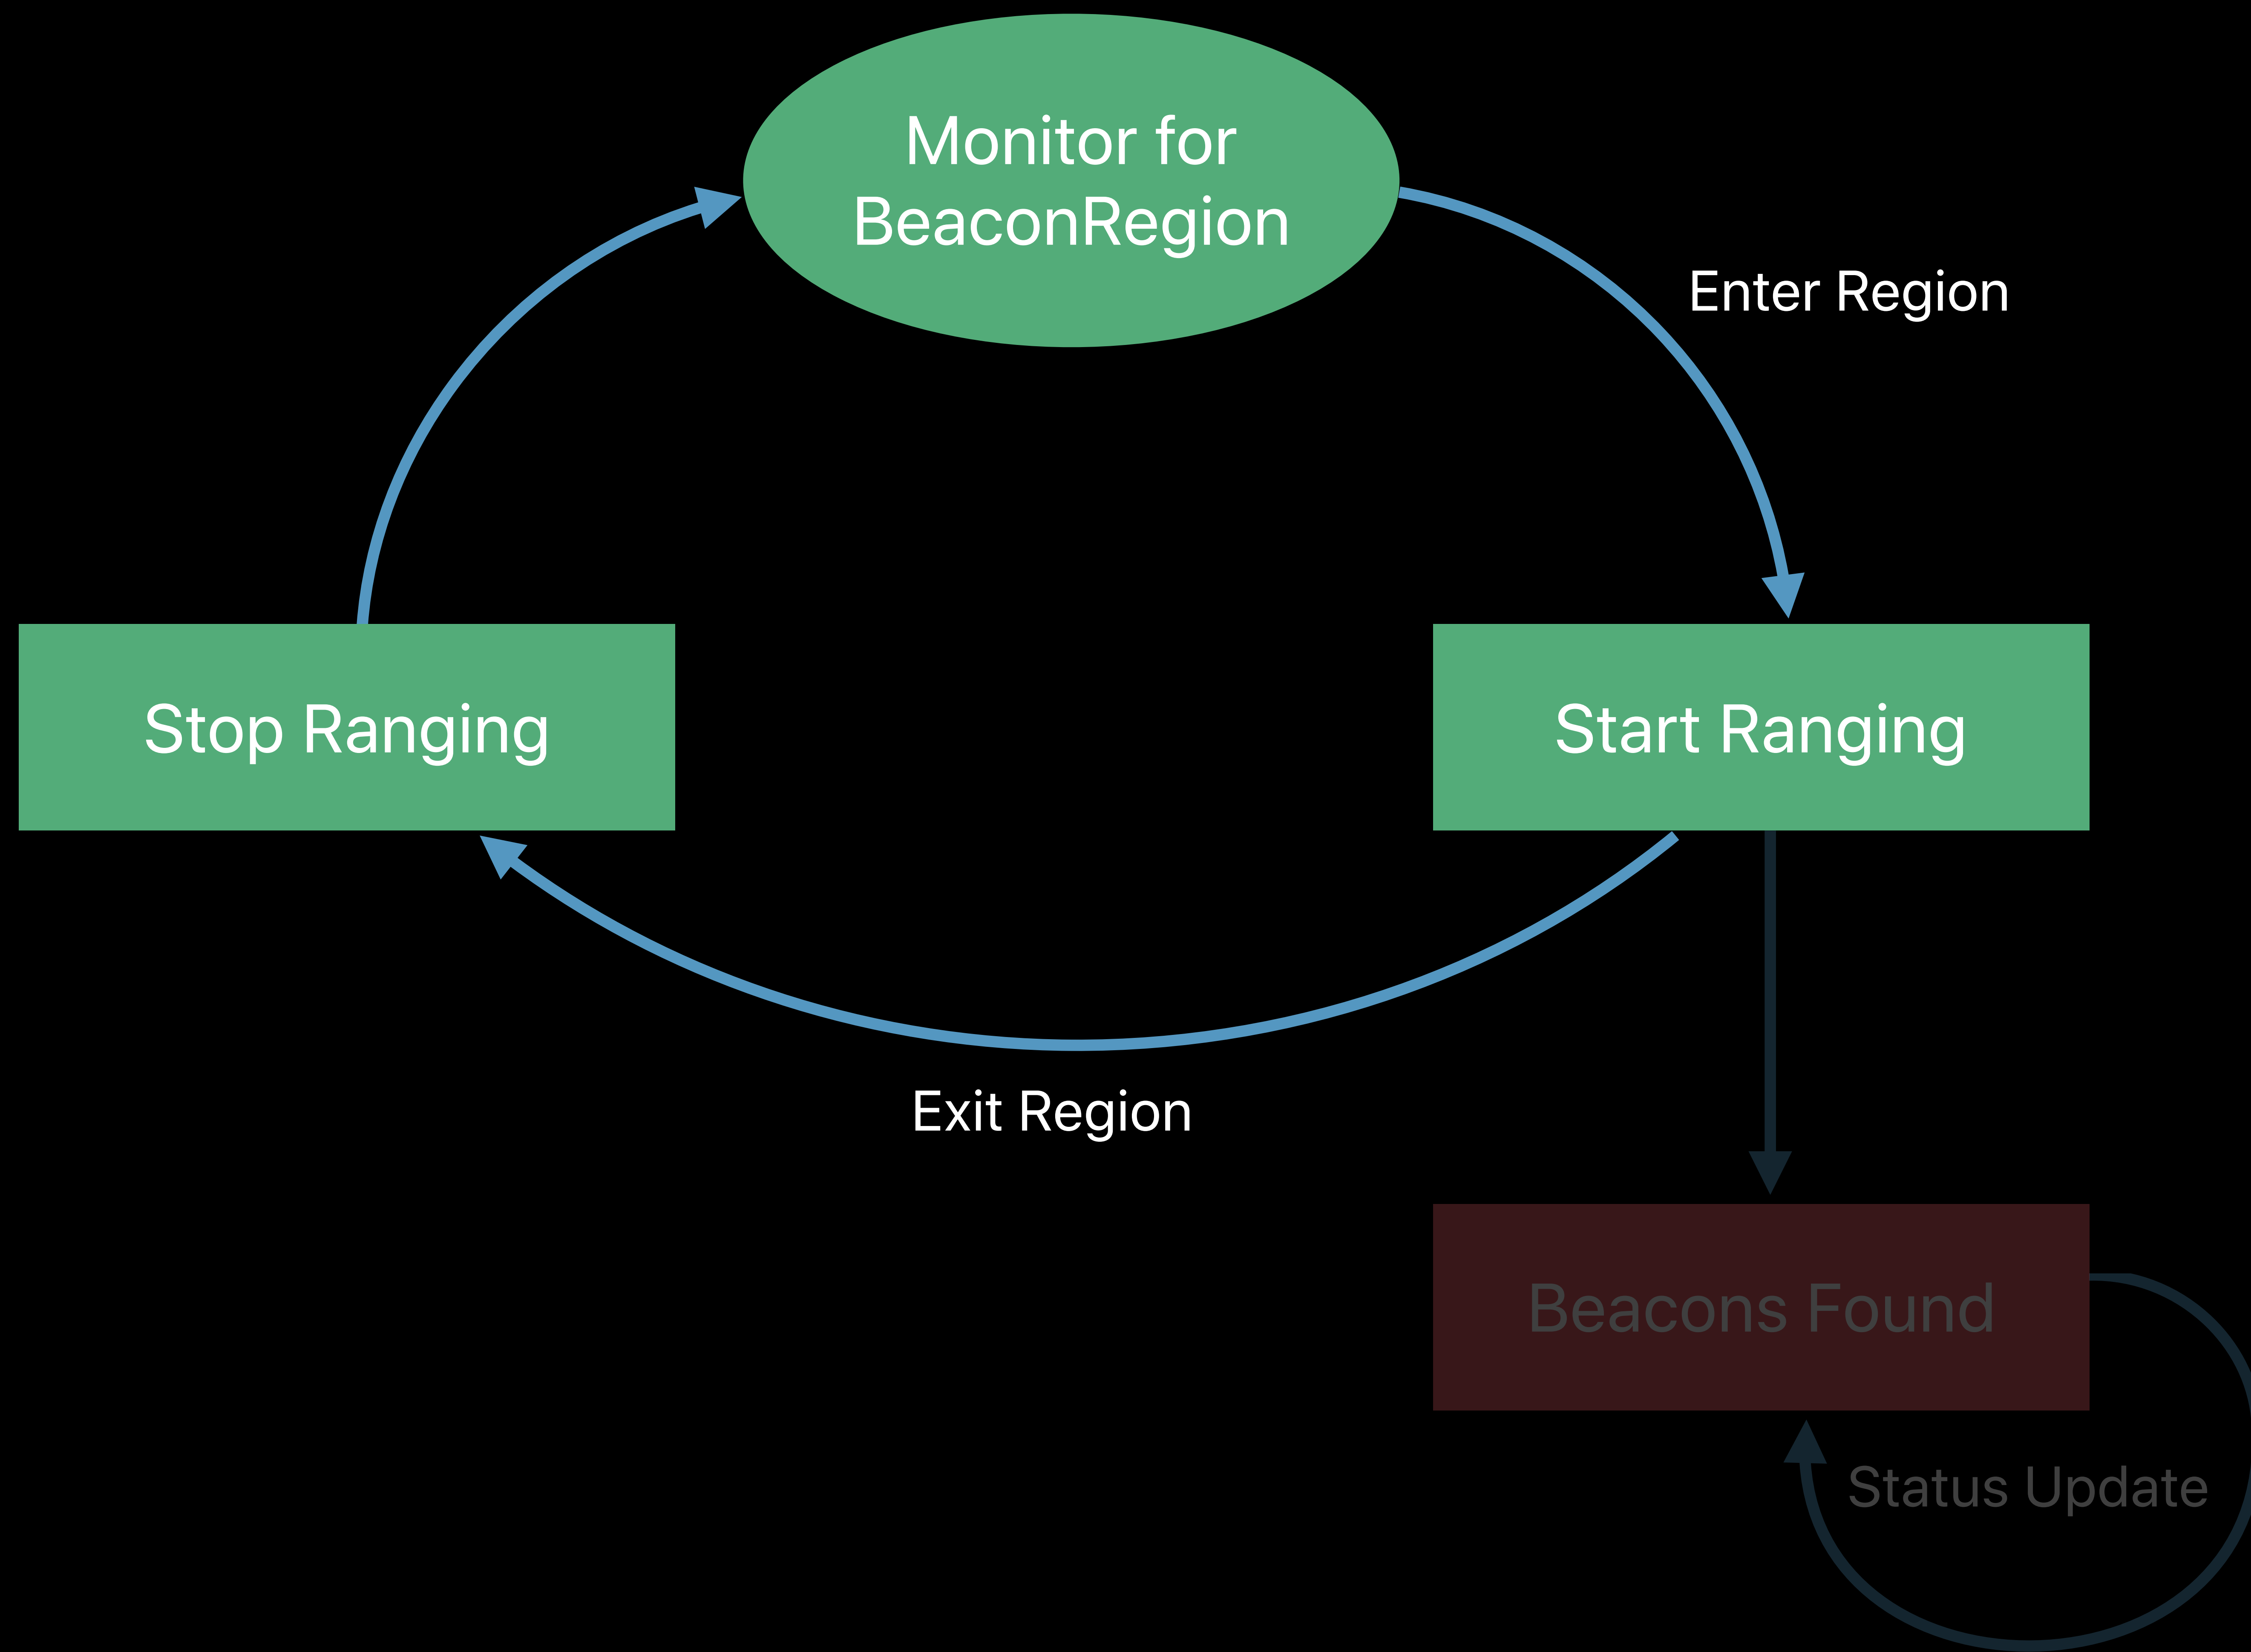 Monitor for
BeaconRegion
Enter Region
Stop Ranging
Start Ranging
Exit Region
Beacons Found
Status Update